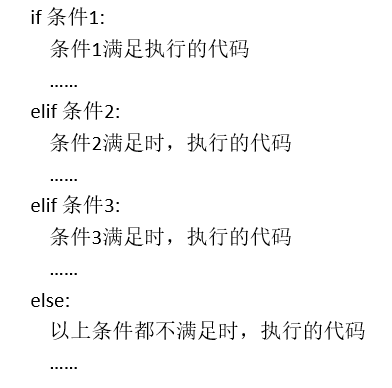 if 条件1:
条件1满足执行的代码
……
elif 条件2:
条件2满足时，执行的代码
……
elif 条件3:
条件3满足时，执行的代码
……
else:
以上条件都不满足时，执行的代码
……